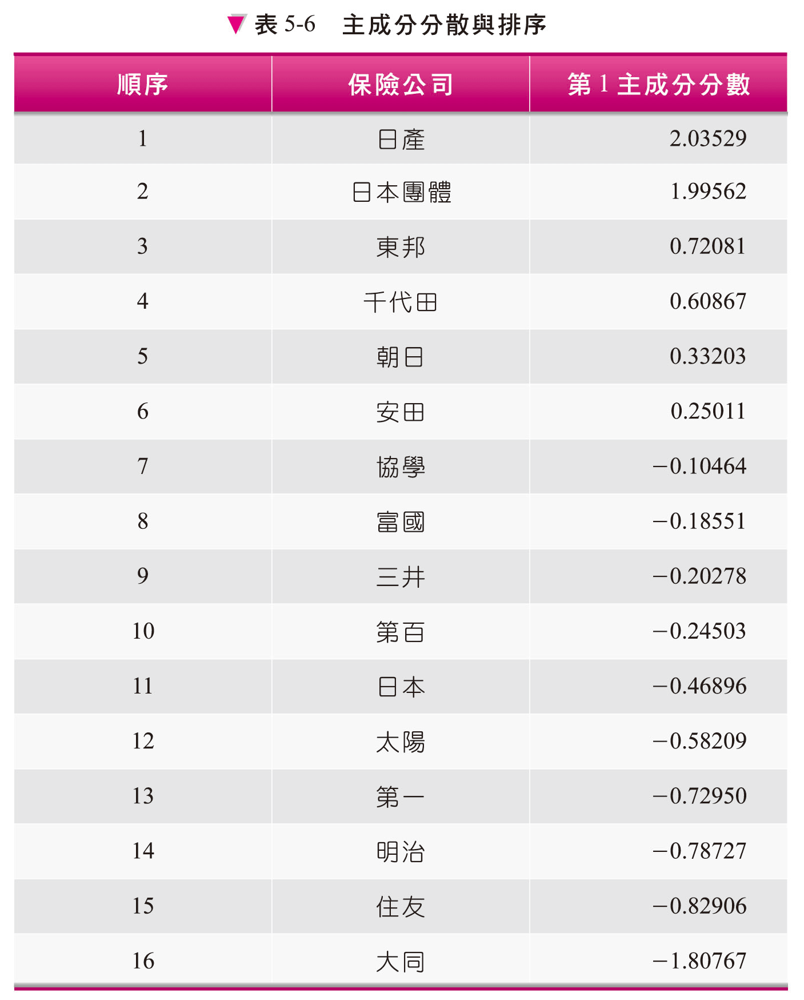 表 5-6 主成分分散與排序
順序 保險公司 第 1 主成分分數
1 日產 2.03529
2 日本團體 1.99562
3 東邦 0.72081
4 千代田 0.60867
5 朝日 0.33203
6 安田 0.25011
7 協學 −0.10464
8 富國 −0.18551
9 三井 −0.20278
10 第百 −0.24503
11 日本 −0.46896
12 太陽 −0.58209
13 第一 −0.72950
14 明治 −0.78727
15 住友 −0.82906
16 大同 −1.80767